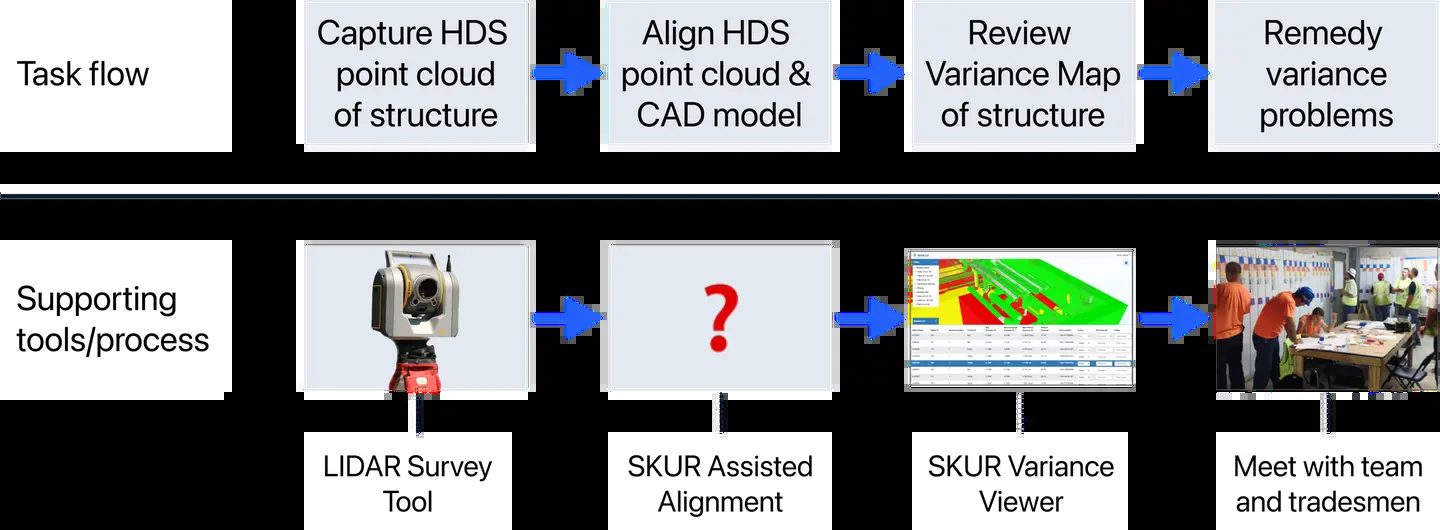 Task flow
Capture HDS
point cloud
of structure
Align HDS
point cloud &
CAD model
Review
Variance Map
of structure
Remedy
variance
problems
Supporting
tools/process
?
LIDAR Survey
Tool
SKUR Assisted
Alignment
SKUR Variance
Viewer
Meet with team
and tradesmen